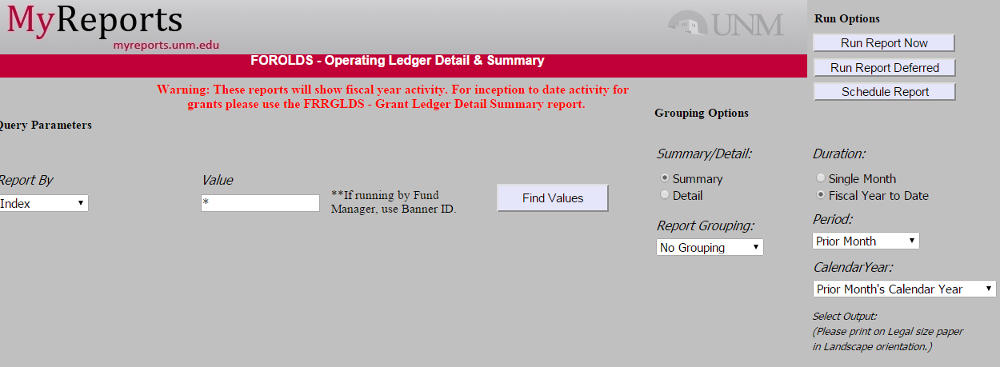 MyReports
myreports.unm.edu
UNM
FOROLDS - Operating Ledger Detail & Summary
Warning: These reports will show fiscal year activity. For inception to date activity for
grants please use the FRRGLDS - Grant Ledger Detail Summary report.
Query Parameters
Report By
Index
Value
*
**If running by Fund
Manager, use Banner ID.
Find Values
Grouping Options
Summary/Detail:
Summary
Detail
Report Grouping:
No Grouping
Run Options
Run Report Now
Run Report Deferred
Schedule Report
Duration:
Single Month
Fiscal Year to Date
Period:
Prior Month
CalendarYear:
Prior Month's Calendar Year
Select Output:
(Please print on Legal size paper
in Landscape orientation.)